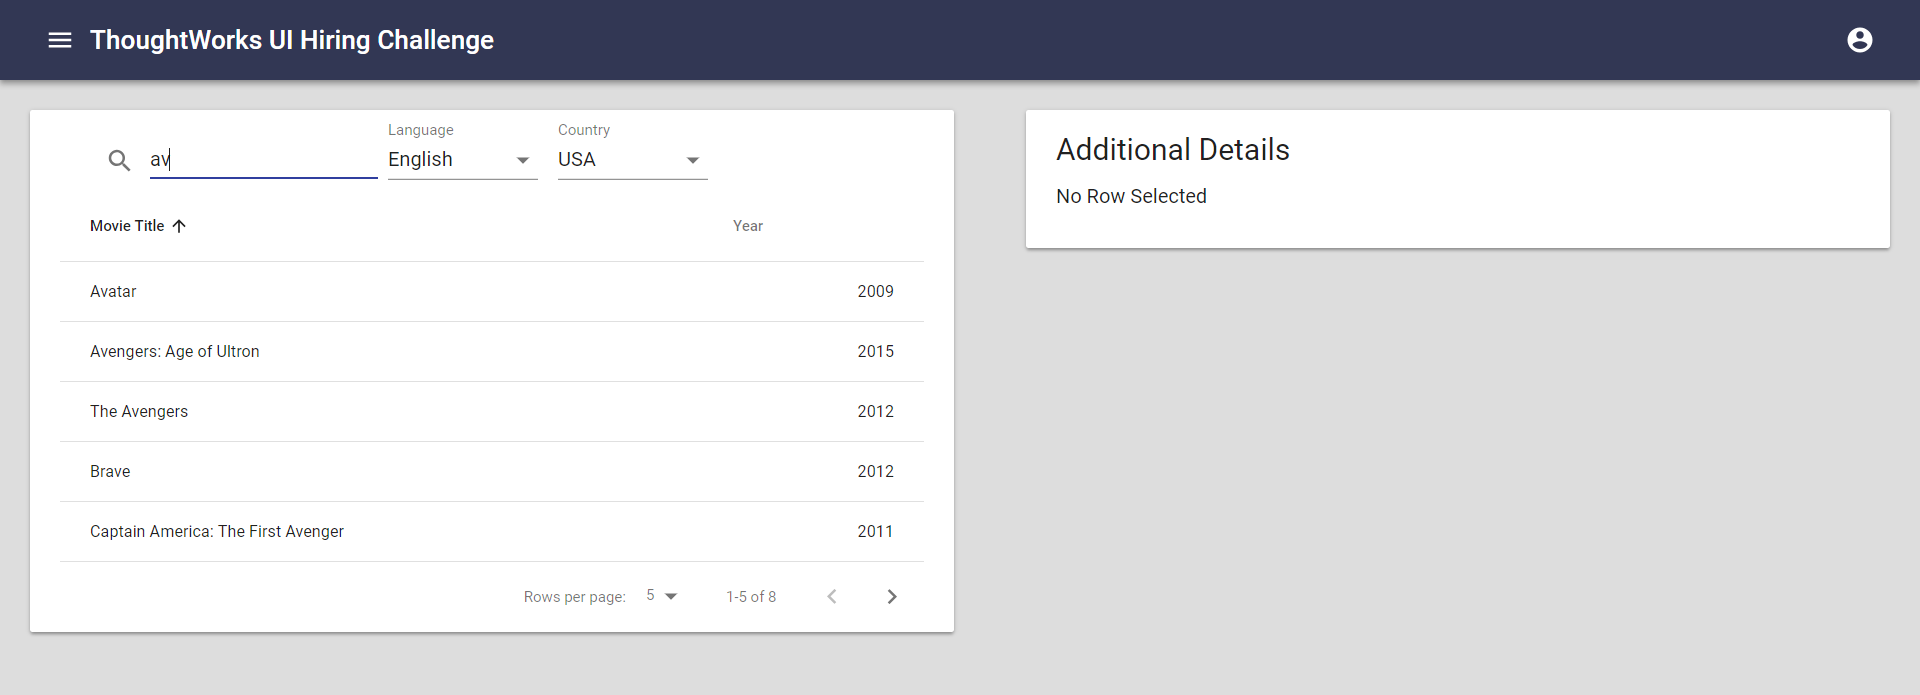 ThoughtWorks UI Hiring Challenge
Language
Country
av
English
USA
Movie Title
Year
Avatar
2009
Avengers: Age of Ultron
2015
The Avengers
2012
Brave
2012
Captain America: The First Avenger
2011
Rows per page:
5
1-5 of 8
Additional Details
No Row Selected